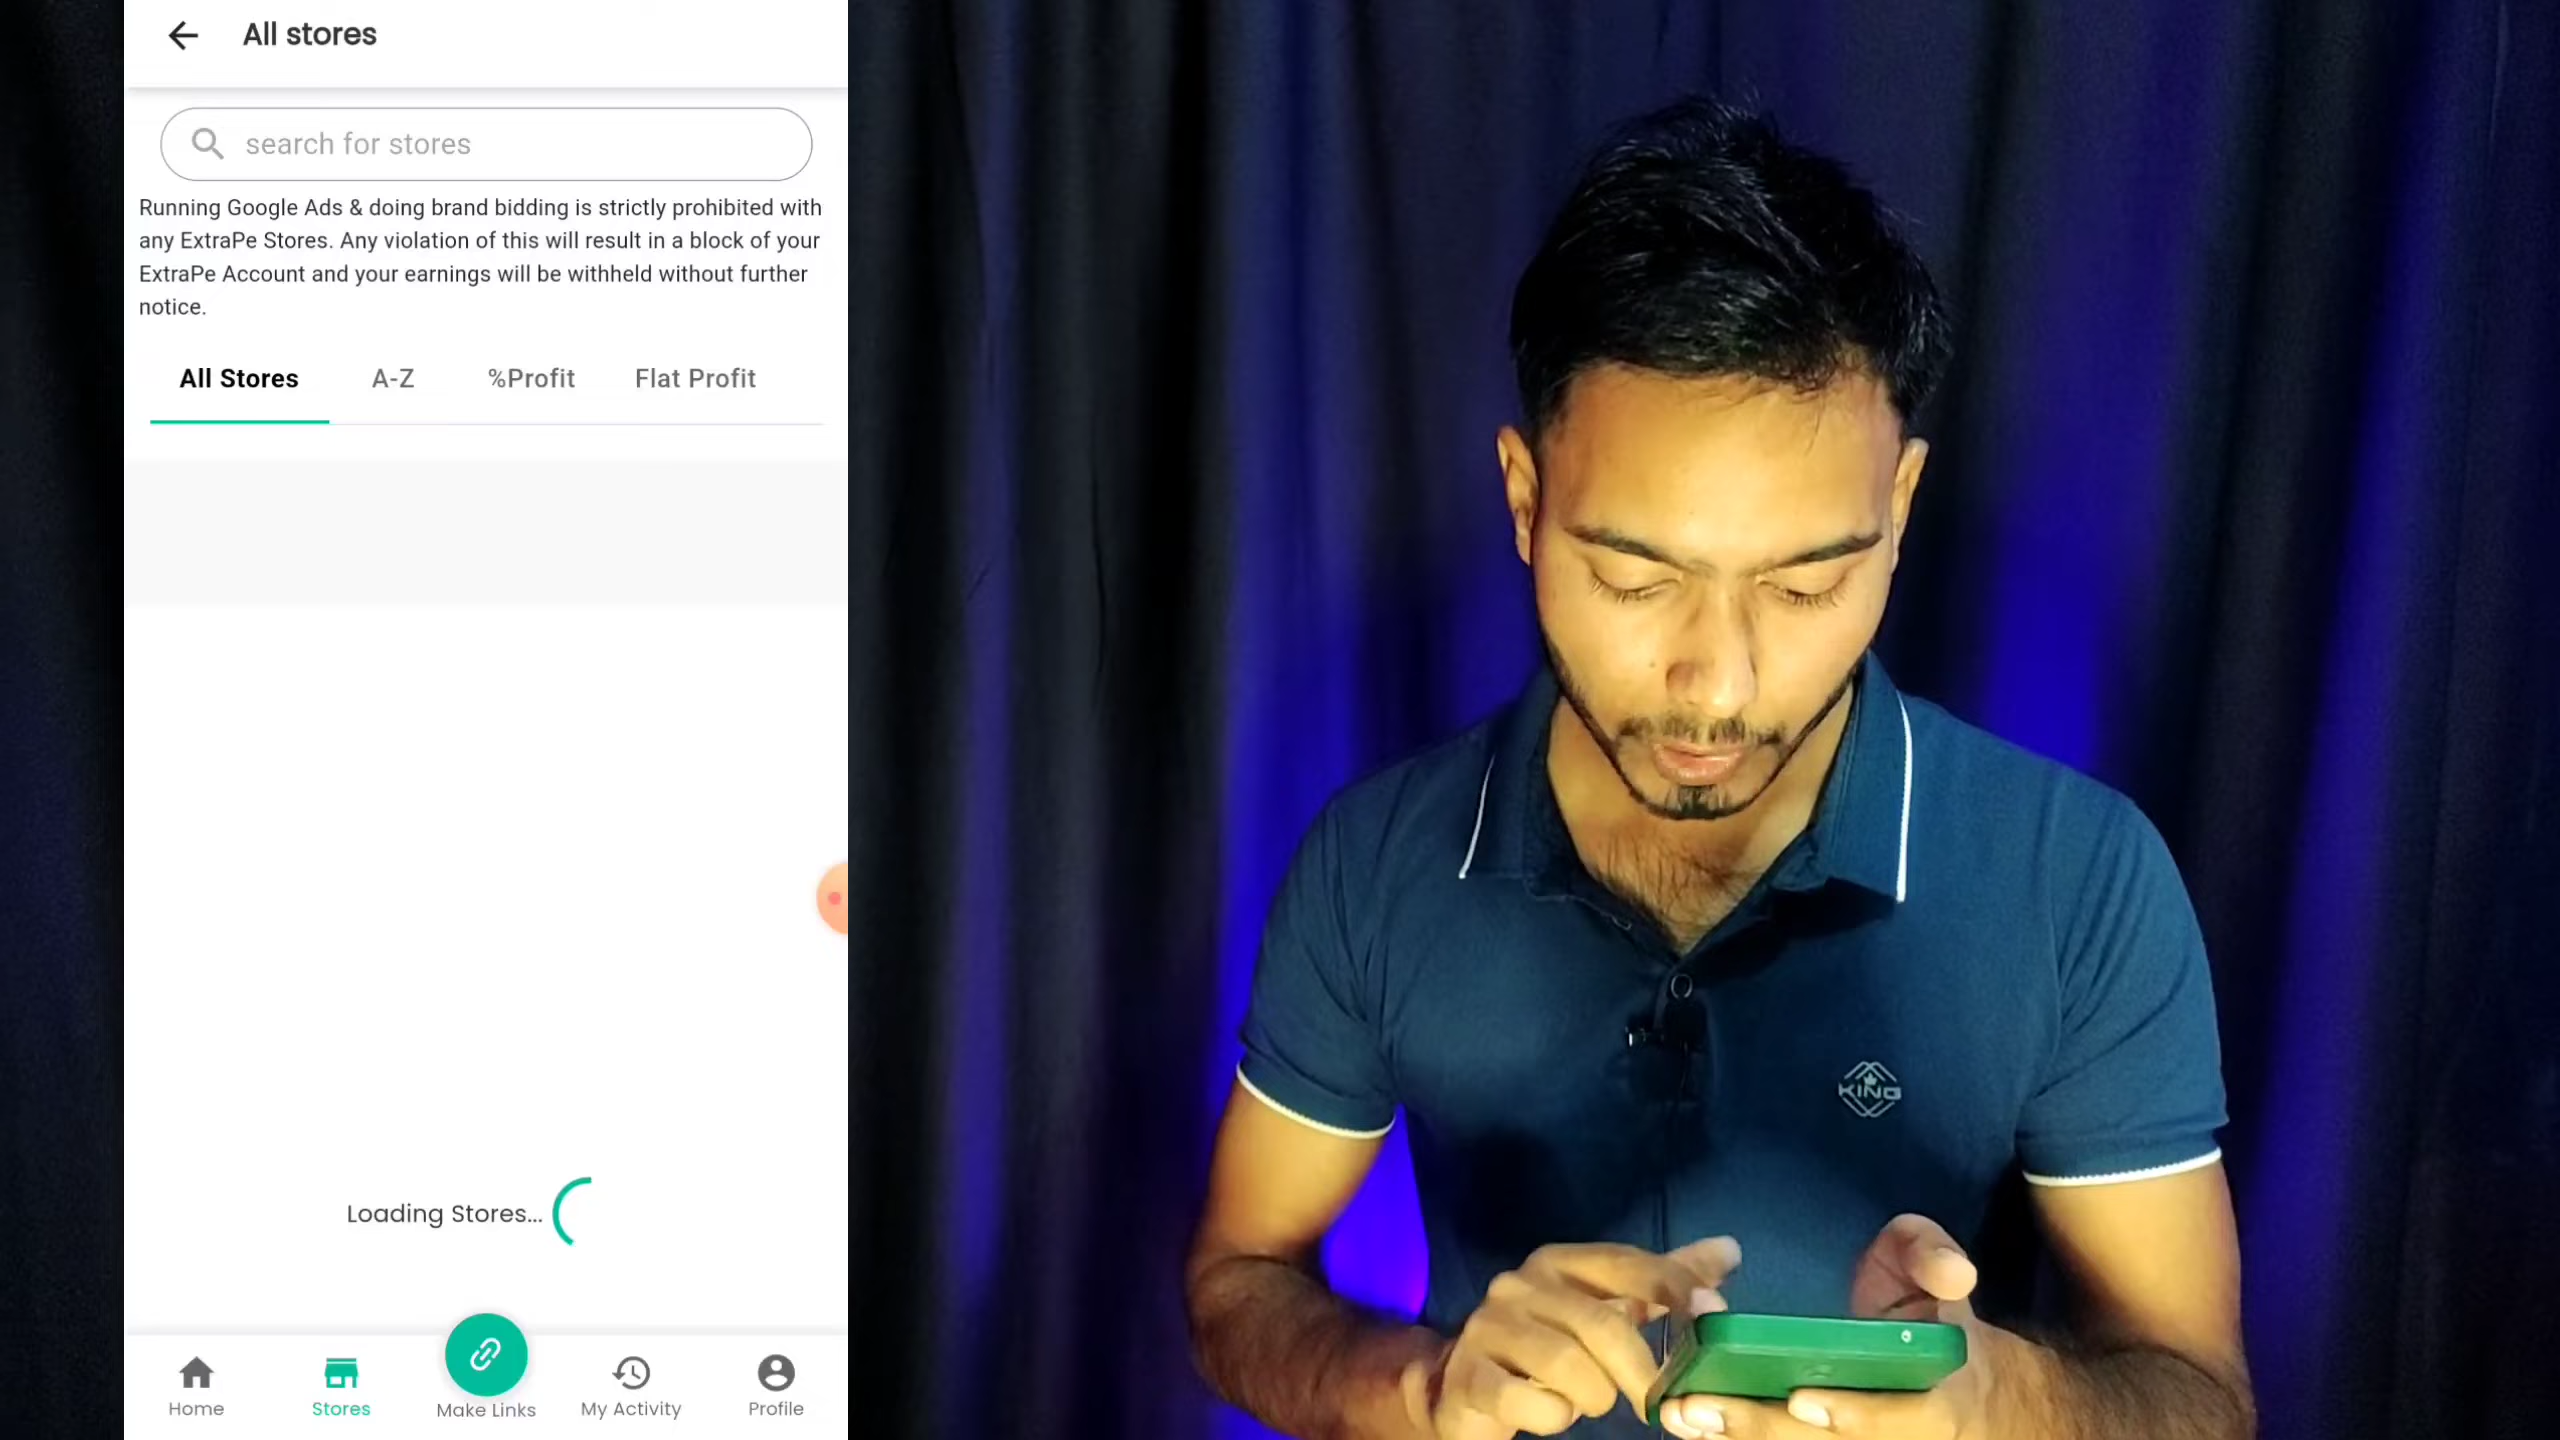 All stores
search for stores
Running Google Ads & doing brand bidding is strictly prohibited with
any ExtraPe Stores. Any violation of this will result in a block of your
ExtraPe Account and your earnings will be withheld without further
notice.
All Stores A-Z %Profit Flat Profit
KING
Loading Stores...
Home Stores Make Links My Activity Profile